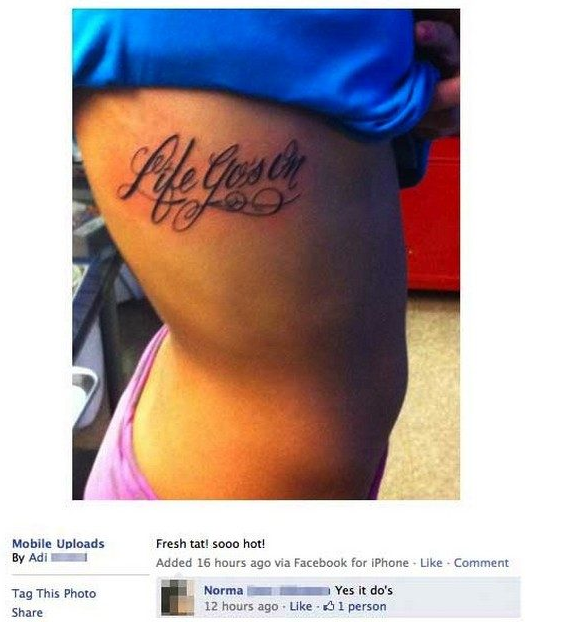 Life Gos on
Mobile Uploads
By Adi
Fresh tat! sooo hot!
Added 16 hours ago via Facebook for iPhone · Like · Comment
Tag This Photo
Share
Norma Yes it do's
12 hours ago · Like · 1 person